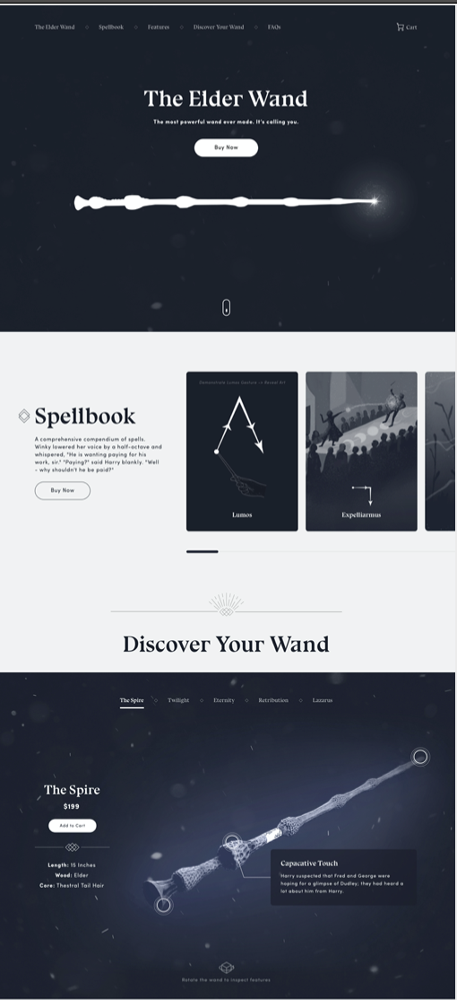 The Elder Wand
Spellbook
Features
Discover Your Wand
FAQs
Cart
The Elder Wand
The most powerful wand ever made. It's calling you.
Buy Now
Spellbook
A comprehensive compendium of spells.
Winky lowered her voice by a half-octave and
whispered, "He is wanting paying for his
work, sir." "Paying?" said Harry blankly. "Well
- why shouldn't he be paid?"
Buy Now
Demonstrate Lumos Gesture to Reveal Art
Lumos
Expelliarmus
Discover Your Wand
The Spire
Twilight
Eternity
Retribution
Lazarus
The Spire
$199
Add to Cart
Length: 15 Inches
Wood: Elder
Core: Thestral Tail Hair
Capacative Touch
Harry suspected that Fred and George were
hoping for a glimpse of Dudley; they had heard a
lot about him from Harry.
Rotate the wand to inspect features